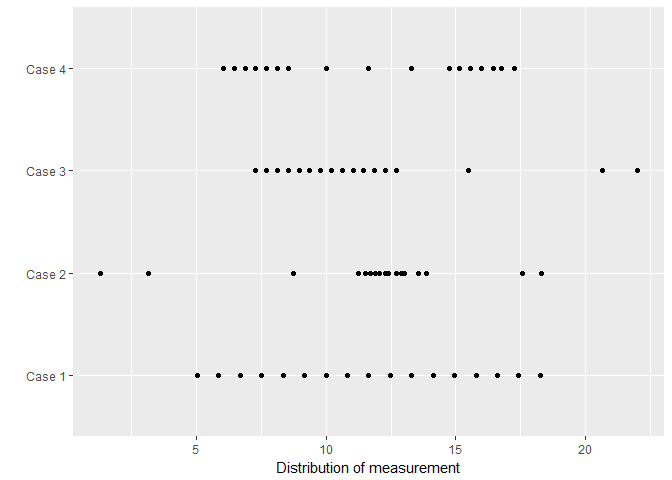 Case 4
Case 3
Case 2
Case 1
5 10 15 20
Distribution of measurement